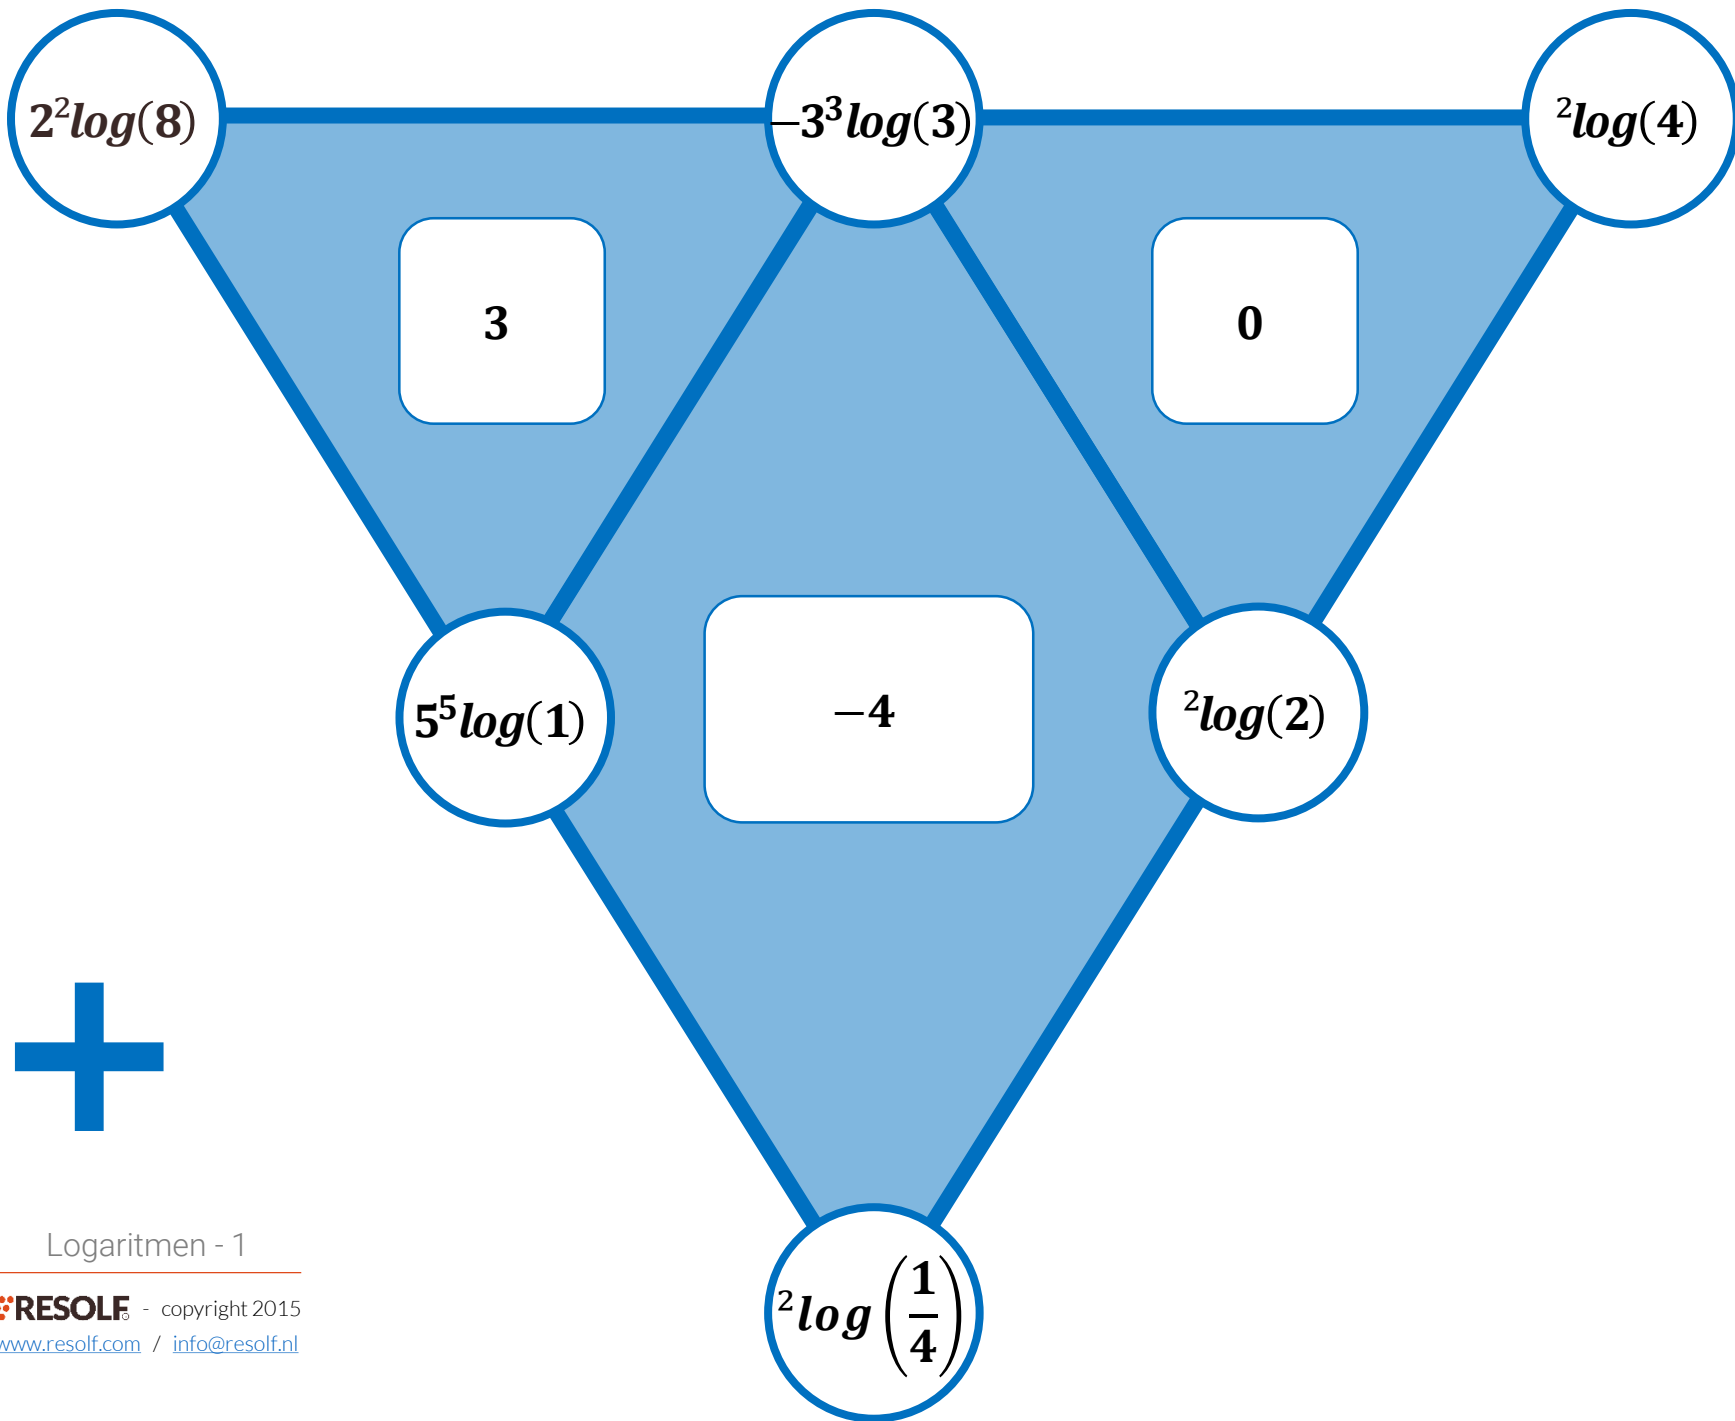 2²log(8)
−3³log(3)
²log(4)
3
0
5⁵log(1)
−4
²log(2)
²log(1/4)
+
Logaritmen - 1
RESOLF - copyright 2015
www.resolf.com / info@resolf.nl